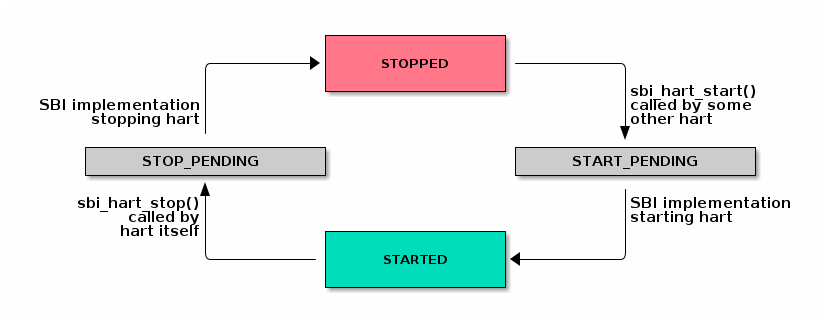 STOPPED
SBI implementation
stopping hart
sbi_hart_start()
called by some
other hart
STOP_PENDING
START_PENDING
sbi_hart_stop()
called by
hart itself
SBI implementation
starting hart
STARTED